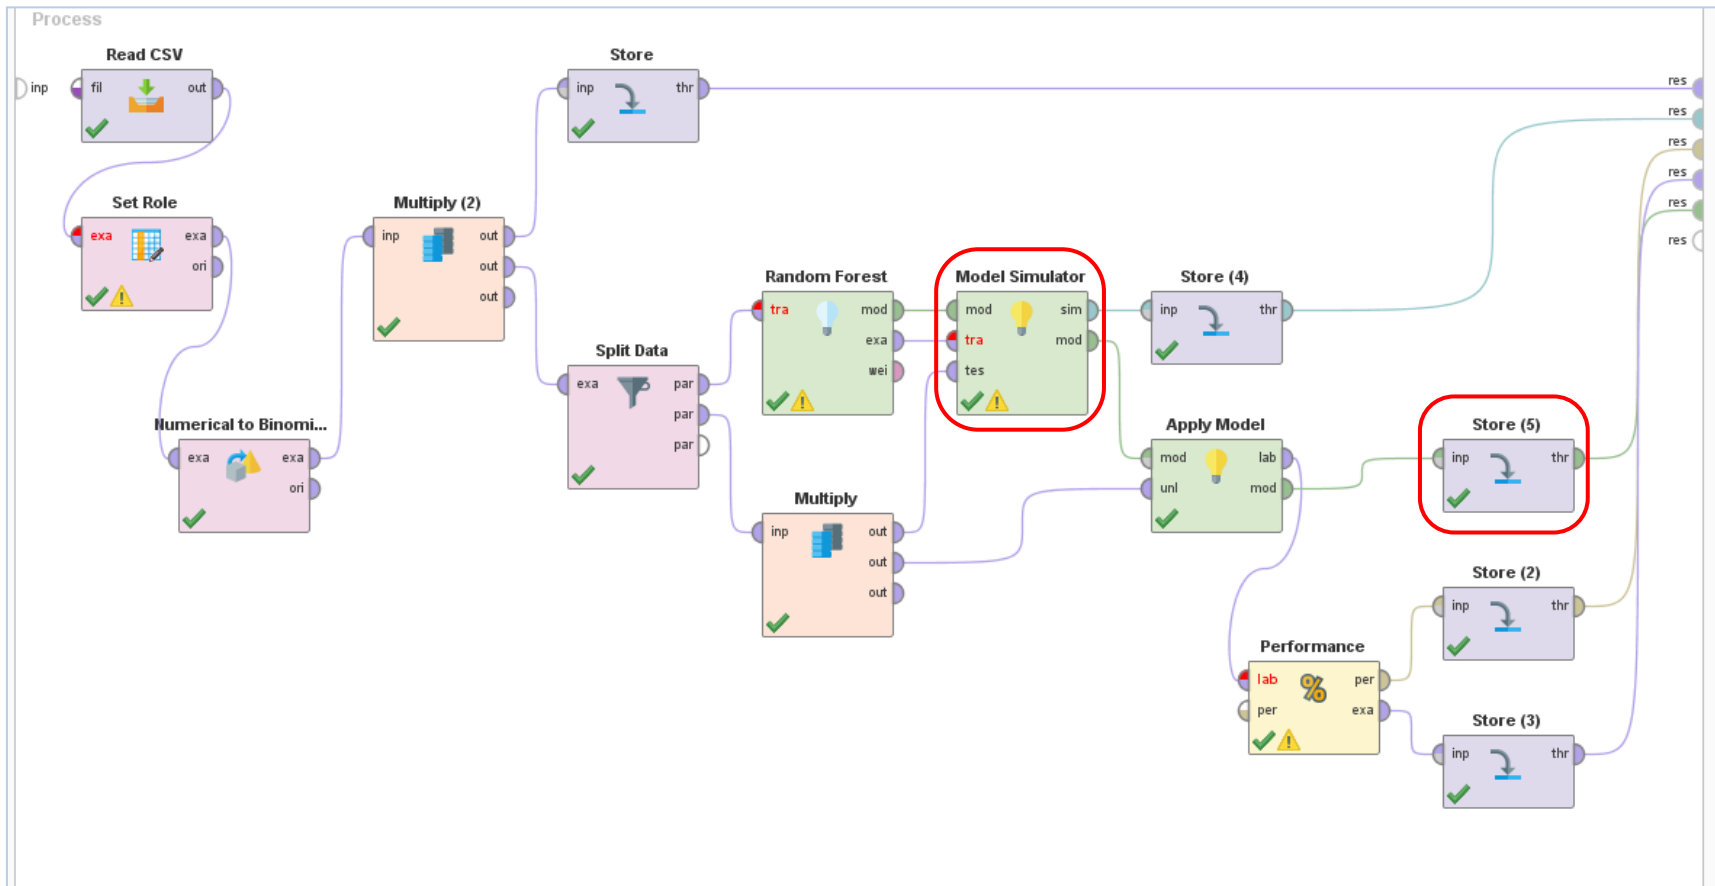 Process
Read CSV
Store
inp
fil
out
inp
thr
res
res
res
res
res
res
Set Role
exa
exa
ori
Multiply (2)
inp
out
out
out
Random Forest
tra
mod
exa
wei
Model Simulator
mod
sim
tra
mod
tes
Store (4)
inp
thr
Split Data
exa
par
par
par
Numerical to Binomi...
exa
exa
ori
Apply Model
mod
lab
unl
mod
Store (5)
inp
thr
Multiply
inp
out
out
out
Store (2)
inp
thr
Performance
lab
per
per
exa
%
Store (3)
inp
thr